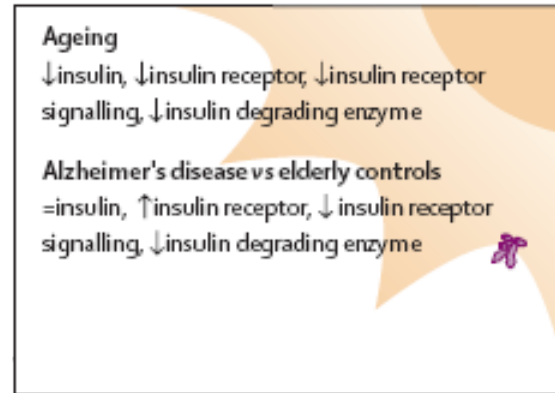 Ageing
↓insulin, ↓insulin receptor, ↓insulin receptor
signalling, ↓insulin degrading enzyme
Alzheimer's disease vs elderly controls
=insulin, ↑insulin receptor, ↓ insulin receptor
signalling, ↓insulin degrading enzyme